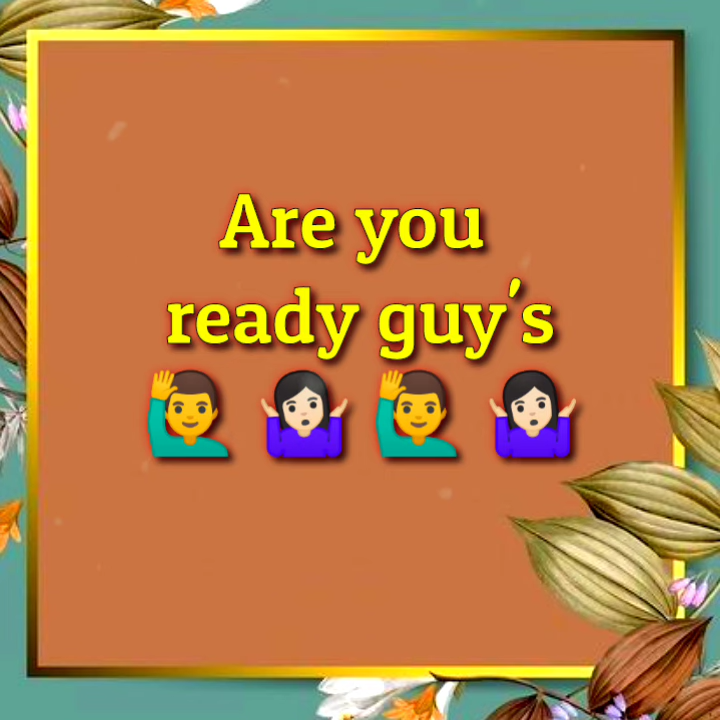 Are you
ready guy's
🙋‍♂️ 🤷🏻‍♀️ 🙋‍♂️ 🤷🏻‍♀️